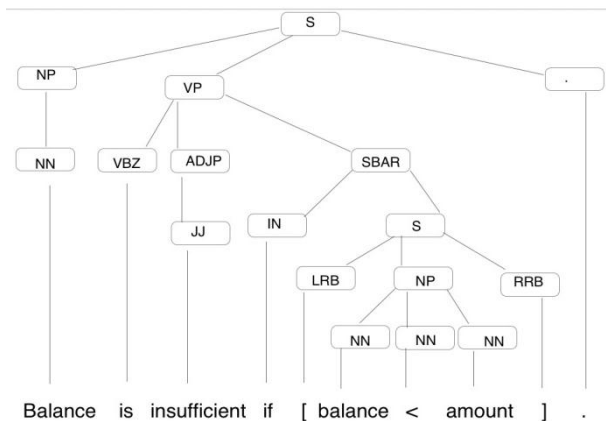 S
NP VP .
NN VBZ ADJP SBAR
JJ IN S
LRB NP RRB
NN NN NN
Balance is insufficient if [ balance < amount ] .